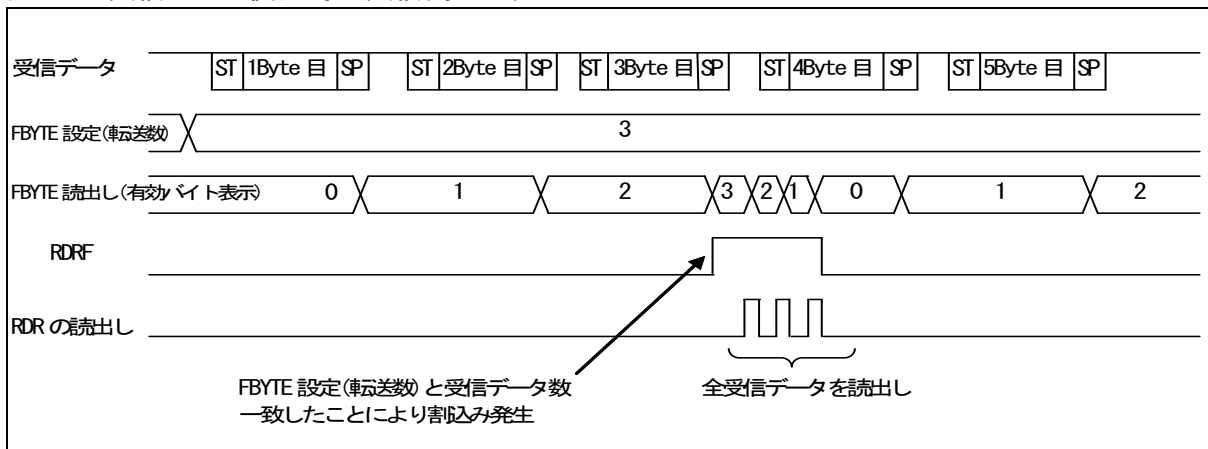 受信データ ST 1Byte 目 SP ST 2Byte 目 SP ST 3Byte 目 SP ST 4Byte 目 SP ST 5Byte 目 SP
FBYTE 設定(転送数) 3
FBYTE 読出し(有効バイト表示) 0 1 2 3 2 1 0 1 2
RDRF
RDR の読出し
FBYTE 設定(転送数) と受信データ数
一致したことにより割込み発生
全受信データを読出し